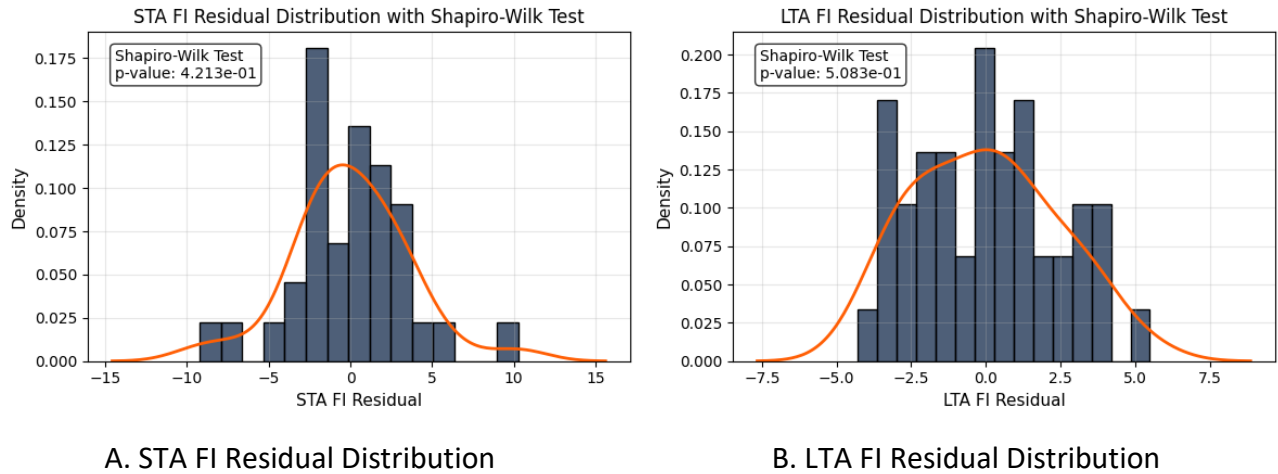 STA FI Residual Distribution with Shapiro-Wilk Test
Shapiro-Wilk Test
p-value: 4.213e-01
0.175
0.150
0.125
0.100
0.075
0.050
0.025
0.000
Density
−15
−10
−5
0
5
10
15
STA FI Residual
LTA FI Residual Distribution with Shapiro-Wilk Test
Shapiro-Wilk Test
p-value: 5.083e-01
0.200
0.175
0.150
0.125
0.100
0.075
0.050
0.025
0.000
Density
−7.5
−5.0
−2.5
0.0
2.5
5.0
7.5
LTA FI Residual
A. STA FI Residual Distribution
B. LTA FI Residual Distribution